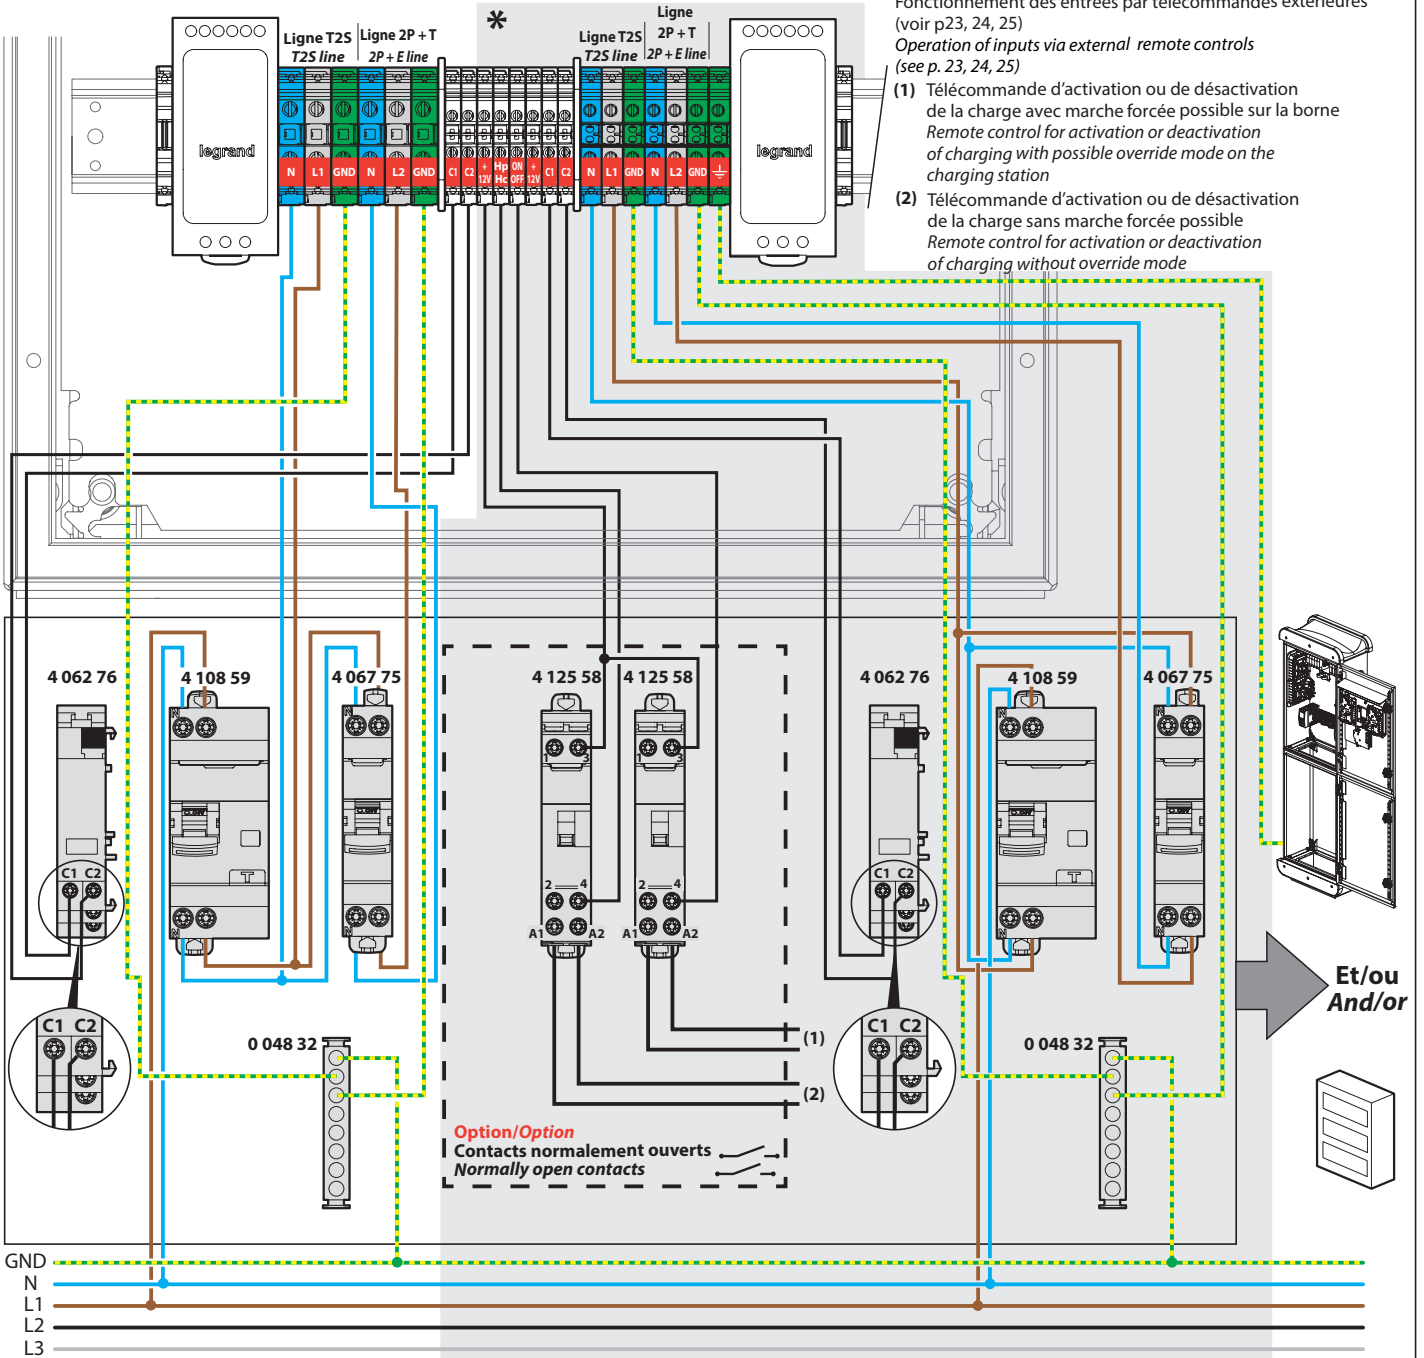 Fonctionnement des entrées par télécommandes extérieures
(voir p23, 24, 25)
Operation of inputs via external remote controls
(see p. 23, 24, 25)
(1) Télécommande d’activation ou de désactivation
de la charge avec marche forcée possible sur la borne
Remote control for activation or deactivation
of charging with possible override mode on the
charging station
(2) Télécommande d’activation ou de désactivation
de la charge sans marche forcée possible
Remote control for activation or deactivation
of charging without override mode
*
Ligne T2S
T2S line
Ligne 2P + T
2P + E line
Ligne T2S
T2S line
Ligne
2P + T
2P + E line
legrand
N L1 GND N L2 GND C1 C2 + 12V Hp Hc ON OFF + 12V C1 C2 N L1 GND N L2 GND
legrand
4 062 76
4 108 59
4 067 75
4 125 58
4 125 58
4 062 76
4 108 59
4 067 75
N
N
1 3
1 3
N
N
C1 C2
2 4
2 4
C1 C2
A1 A2
A1 A2
N
N
Et/ou
And/or
C1 C2
C1 C2
0 048 32
(1)
0 048 32
(2)
Option/Option
Contacts normalement ouverts
Normally open contacts
GND
N
L1
L2
L3